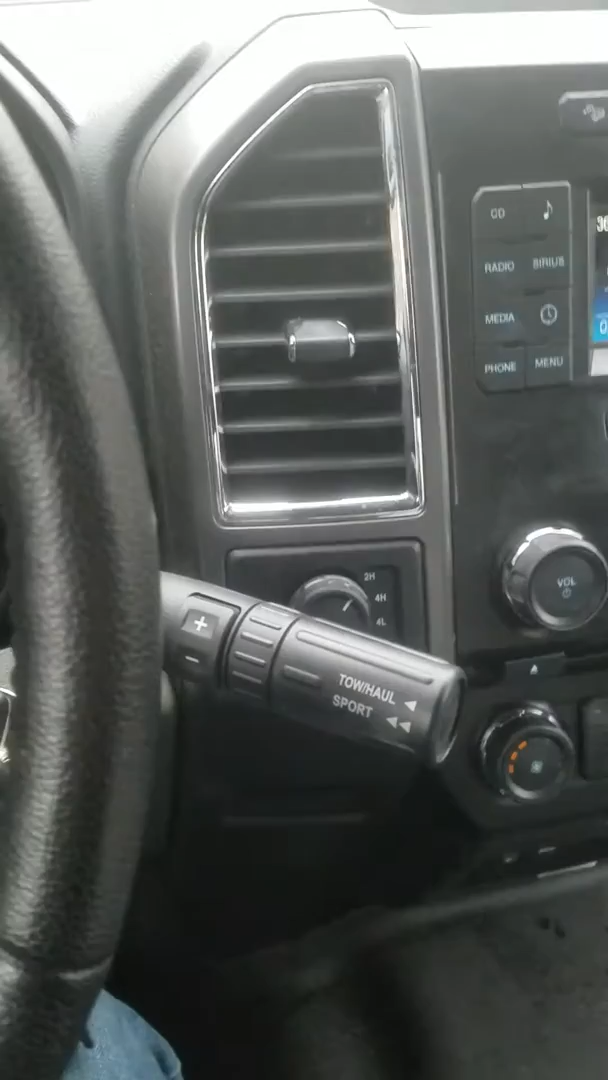 CD
RADIO SIRIUS
MEDIA
PHONE MENU
2H
4H
4L
VOL
+
-
TOW/HAUL
SPORT